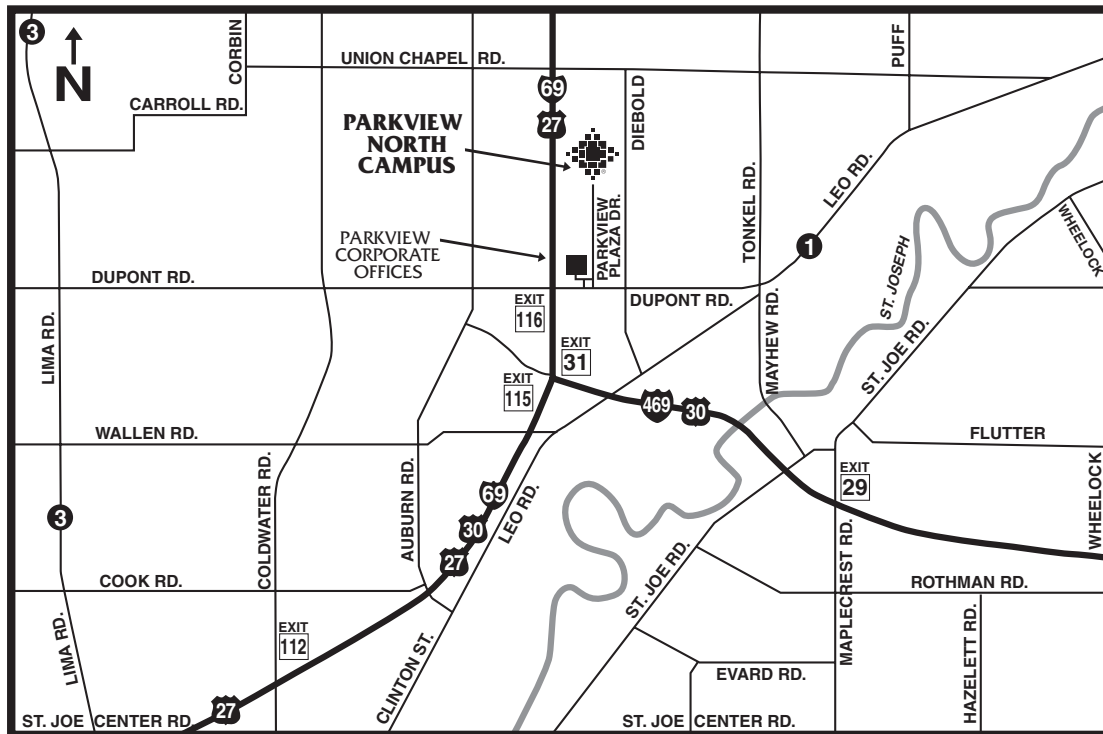 3
N
CORBIN
UNION CHAPEL RD.
PUFF
CARROLL RD.
69
27
DIEBOLD
PARKVIEW
NORTH
CAMPUS
®
PARKVIEW
PLAZA DR.
TONKEL RD.
LEO RD.
WHEELOCK
PARKVIEW
CORPORATE
OFFICES
1
ST. JOSEPH
DUPONT RD.
DUPONT RD.
EXIT
116
EXIT
31
LIMA RD.
MAYHEW RD.
ST. JOE RD.
EXIT
115
469
30
WALLEN RD.
FLUTTER
COLDWATER RD.
AUBURN RD.
69
LEO RD.
EXIT
29
WHEELOCK
3
30
27
ST. JOE RD.
MAPLECREST RD.
COOK RD.
ROTHMAN RD.
LIMA RD.
EXIT
112
CLINTON ST.
HAZELETT RD.
EVARD RD.
27
ST. JOE CENTER RD.
ST. JOE CENTER RD.